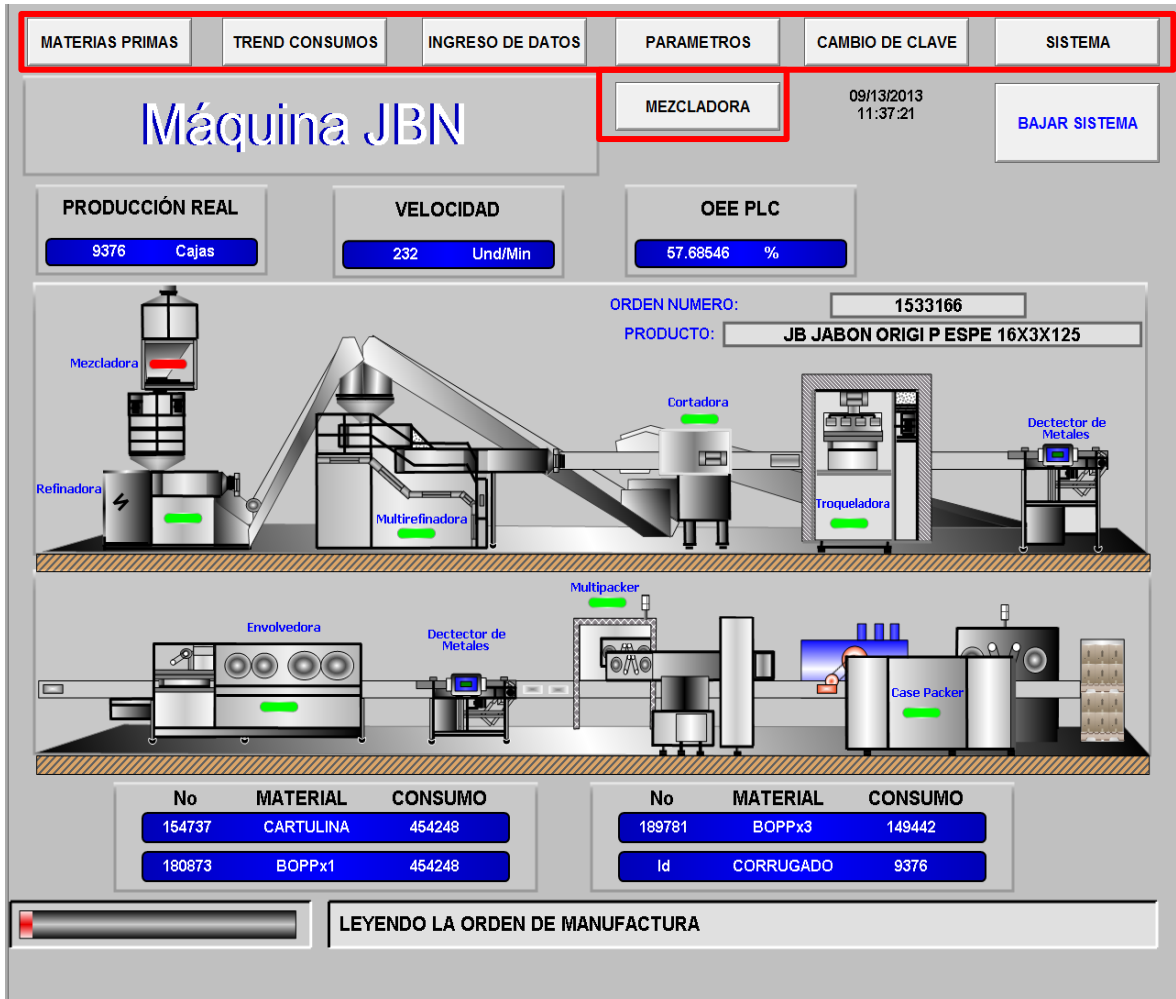 MATERIAS PRIMAS TREND CONSUMOS INGRESO DE DATOS PARAMETROS CAMBIO DE CLAVE SISTEMA
Máquina JBN
MEZCLADORA
09/13/2013
11:37:21
BAJAR SISTEMA
PRODUCCIÓN REAL VELOCIDAD OEE PLC
9376 Cajas 232 Und/Min 57.68546 %
ORDEN NUMERO: 1533166
PRODUCTO: JB JABON ORIGI P ESPE 16X3X125
Mezcladora
Cortadora
Dectector de
Metales
Refinadora
Multirefinadora
Troqueladora
Multipacker
Envolvedora
Dectector de
Metales
Case Packer
No MATERIAL CONSUMO
154737 CARTULINA 454248
180873 BOPPx1 454248
No MATERIAL CONSUMO
189781 BOPPx3 149442
Id CORRUGADO 9376
LEYENDO LA ORDEN DE MANUFACTURA